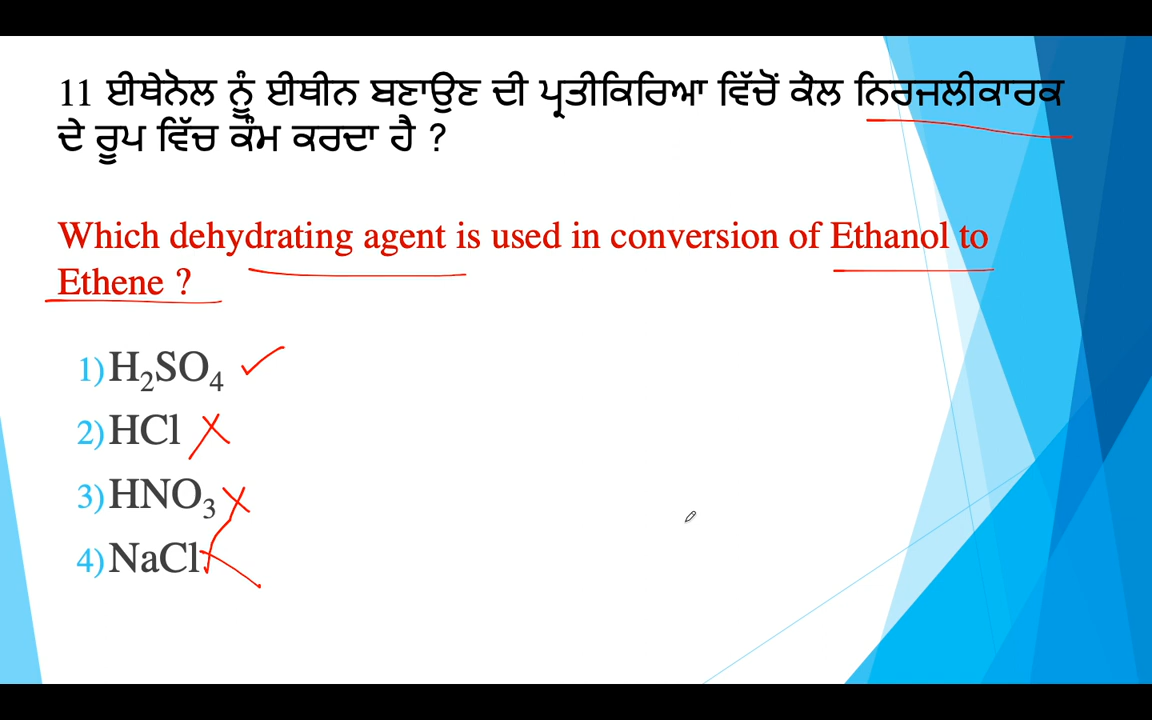 11 ਈਥੇਨੋਲ ਨੂੰ ਈਥੀਨ ਬਣਾਉਣ ਦੀ ਪ੍ਰਤੀਕਿਰਿਆ ਵਿੱਚੋਂ ਕੌਲ ਨਿਰਜਲੀਕਾਰਕ
ਦੇ ਰੂਪ ਵਿੱਚ ਕੰਮ ਕਰਦਾ ਹੈ ?
Which dehydrating agent is used in conversion of Ethanol to
Ethene ?
1) H₂SO₄
2) HCl
3) HNO₃
4) NaCl